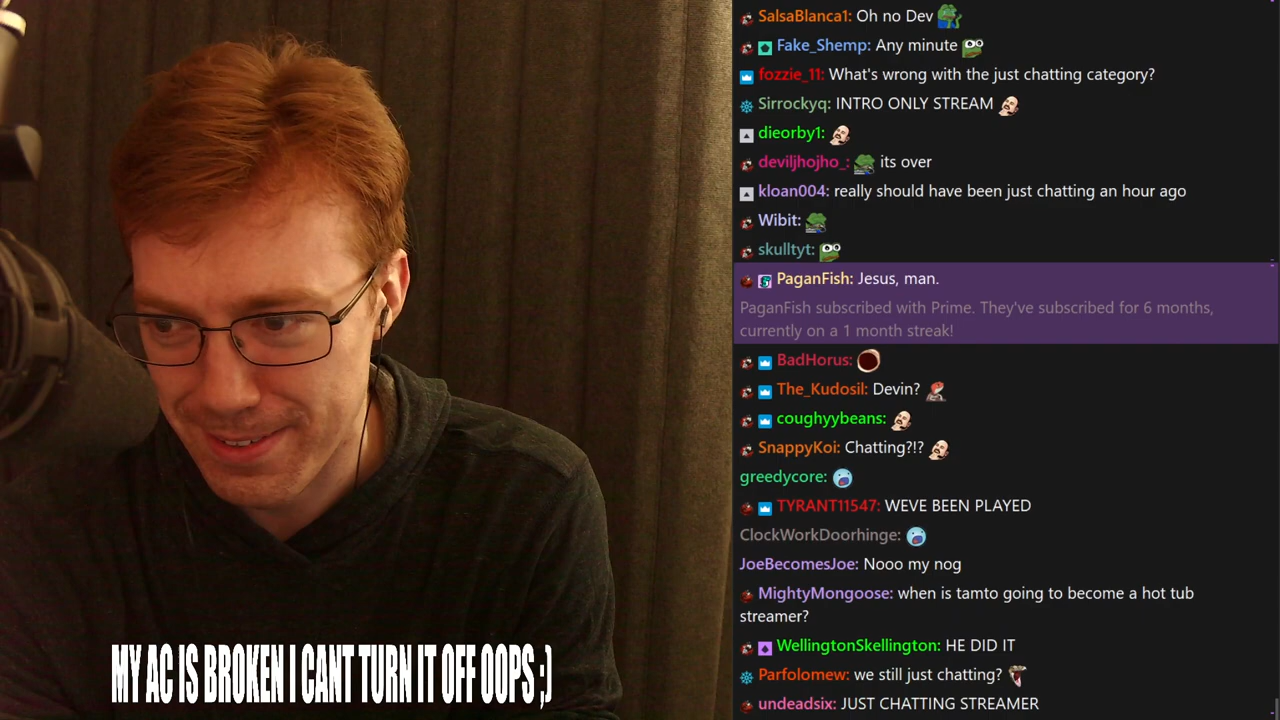 SalsaBlanca1: Oh no Dev
Fake_Shemp: Any minute
fozzie_11: What's wrong with the just chatting category?
Sirrockyq: INTRO ONLY STREAM
dieorby1:
deviljhojho_: its over
kloan004: really should have been just chatting an hour ago
Wibit:
skulltyt:
PaganFish: Jesus, man.
PaganFish subscribed with Prime. They've subscribed for 6 months,
currently on a 1 month streak!
BadHorus:
The_Kudosil: Devin?
coughyybeans:
SnappyKoi: Chatting?!?
greedycore:
TYRANT11547: WEVE BEEN PLAYED
ClockWorkDoorhinge:
JoeBecomesJoe: Nooo my nog
MightyMongoose: when is tamto going to become a hot tub
streamer?
WellingtonSkellington: HE DID IT
Parfolomew: we still just chatting?
undeadsix: JUST CHATTING STREAMER
MY AC IS BROKEN I CANT TURN IT OFF OOPS ;)